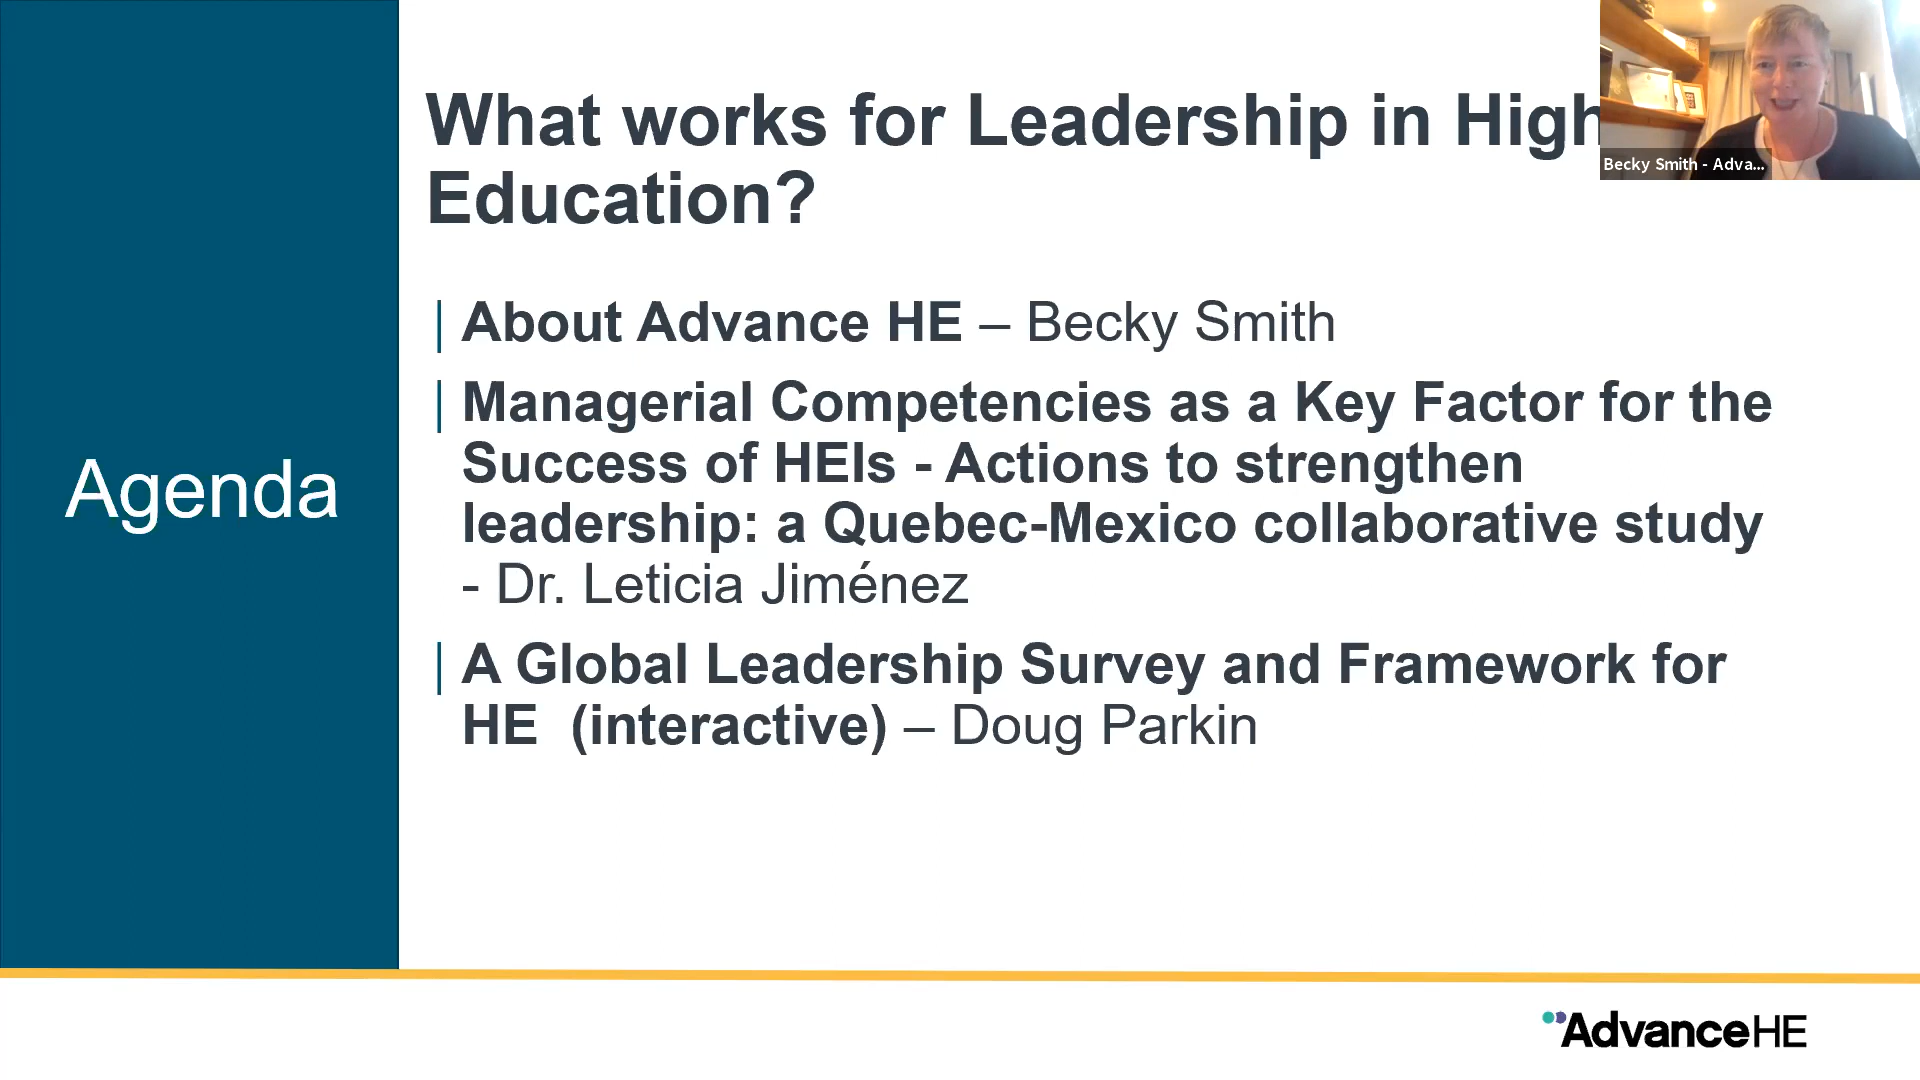 What works for Leadership in High
Education?
Becky Smith - Adva...
Agenda
About Advance HE – Becky Smith
Managerial Competencies as a Key Factor for the
Success of HEIs - Actions to strengthen
leadership: a Quebec-Mexico collaborative study
- Dr. Leticia Jiménez
A Global Leadership Survey and Framework for
HE (interactive) – Doug Parkin
AdvanceHE